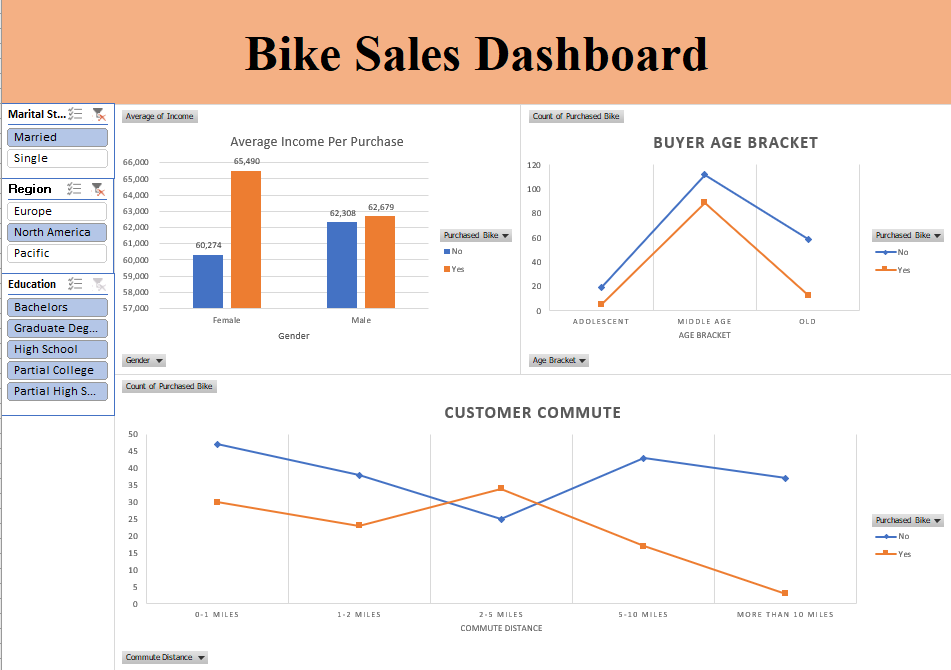 Bike Sales Dashboard
Marital St...
Married
Single
Region
Europe
North America
Pacific
Education
Bachelors
Graduate Deg...
High School
Partial College
Partial High S...
Average of Income
Average Income Per Purchase
66,000
65,000
64,000
63,000
62,000
61,000
60,000
59,000
58,000
57,000
60,274
65,490
62,308
62,679
Female
Male
Gender
Purchased Bike
No
Yes
Gender
Count of Purchased Bike
BUYER AGE BRACKET
120
100
80
60
40
20
0
ADOLESCENT
MIDDLE AGE
OLD
AGE BRACKET
Purchased Bike
No
Yes
Age Bracket
Count of Purchased Bike
CUSTOMER COMMUTE
50
45
40
35
30
25
20
15
10
5
0
0-1 MILES
1-2 MILES
2-5 MILES
5-10 MILES
MORE THAN 10 MILES
COMMUTE DISTANCE
Purchased Bike
No
Yes
Commute Distance